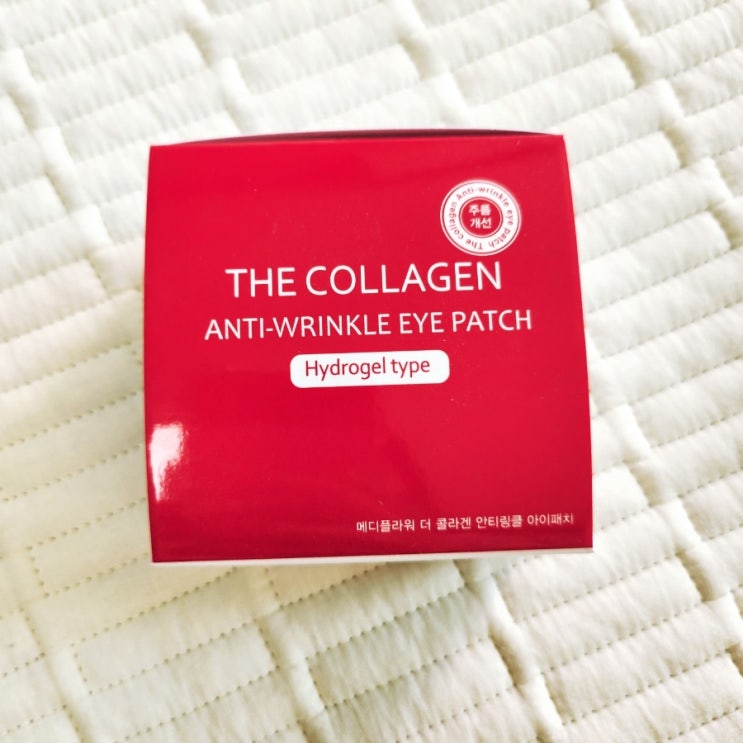 주름
개선
The collagen Anti-wrinkle eye patch
THE COLLAGEN
ANTI-WRINKLE EYE PATCH
Hydrogel type
메디플라워 더 콜라겐 안티링클 아이패치